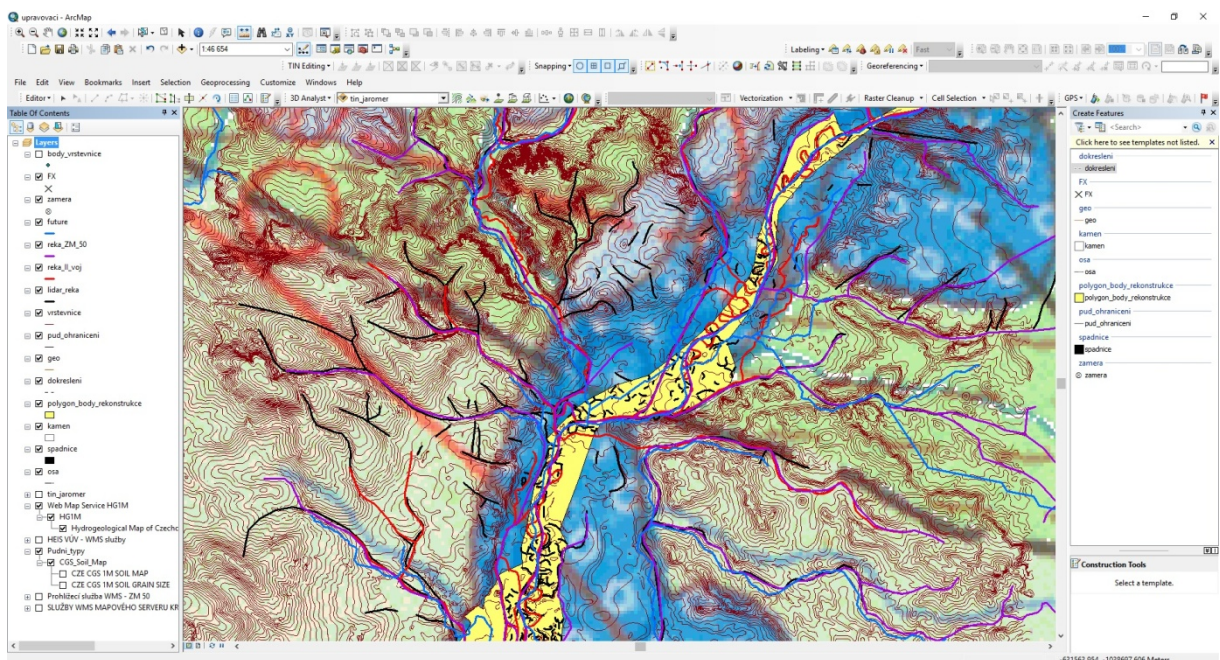 upravovaci - ArcMap
1:46 654
Labeling
Fast
TIN Editing
Snapping
Georeferencing
File Edit View Bookmarks Insert Selection Geoprocessing Customize Windows Help
Editor
3D Analyst
tin_jaromer
Vectorization
Raster Cleanup
Cell Selection
GPS
Table Of Contents
Layers
body_vrstevnice
FX
zamera
future
reka_ZM_50
reka_II_voj
lidar_reka
vrstevnice
pud_ohraniceni
geo
dokresleni
polygon_body_rekonstrukce
kamen
spadnice
osa
tin_jaromer
Web Map Service HG1M
HG1M
Hydrogeological Map of Czecho
HEIS VÚV - WMS služby
Pudni_typy
CGS_Soil_Map
CZE CGS 1M SOIL MAP
CZE CGS 1M SOIL GRAIN SIZE
Prohlížecí služba WMS - ZM 50
SLUŽBY WMS MAPOVÉHO SERVERU KR
Create Features
<Search>
Click here to see templates not listed.
dokresleni
dokresleni
FX
FX
geo
geo
kamen
kamen
osa
osa
polygon_body_rekonstrukce
polygon_body_rekonstrukce
pud_ohraniceni
pud_ohraniceni
spadnice
spadnice
zamera
zamera
Construction Tools
Select a template.